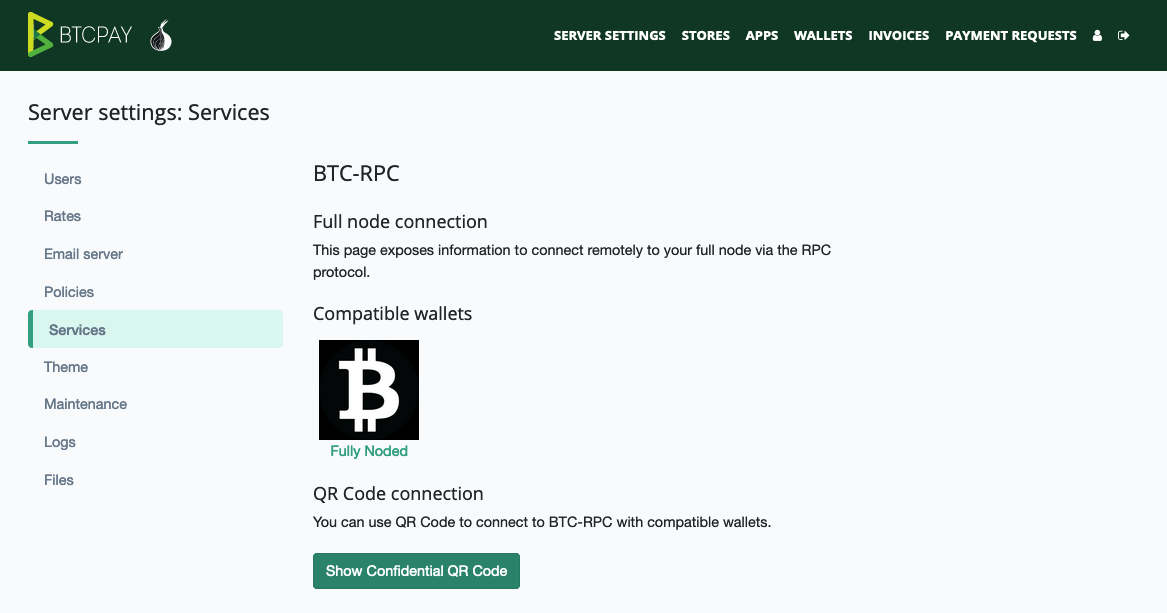 BTCPAY
SERVER SETTINGS STORES APPS WALLETS INVOICES PAYMENT REQUESTS
Server settings: Services
Users
Rates
Email server
Policies
Services
Theme
Maintenance
Logs
Files
BTC-RPC
Full node connection
This page exposes information to connect remotely to your full node via the RPC
protocol.
Compatible wallets
Fully Noded
QR Code connection
You can use QR Code to connect to BTC-RPC with compatible wallets.
Show Confidential QR Code